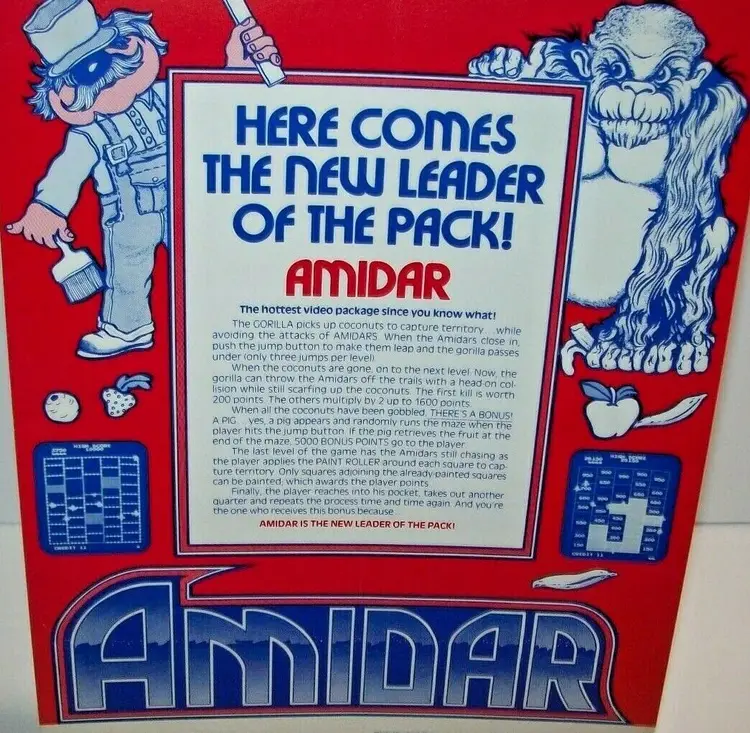 HERE COMES
THE NEW LEADER
OF THE PACK!
AMIDAR
The hottest video package since you know what!
The GORILLA picks up coconuts to capture territory...while
avoiding the attacks of AMIDARS. When the Amidars close in,
push the jump button to make them leap and the gorilla passes
under (only three jumps per level).
When the coconuts are gone, on to the next level. Now, the
gorilla can throw the Amidars off the trails with a head-on col-
lision while still scarfing up the coconuts. The first kill is worth
200 points. The others multiply by 2 up to 1600 points.
When all the coconuts have been gobbled, THERE'S A BONUS!
A PIG... yes, a pig appears and randomly runs the maze when the
player hits the jump button. If the pig retrieves the fruit at the
end of the maze, 5000 BONUS POINTS go to the player.
The last level of the game has the Amidars still chasing as
the player applies the PAINT ROLLER around each square to cap-
ture territory. Only squares adjoining the already-painted squares
can be painted, which awards the player points.
Finally, the player reaches into his pocket, takes out another
quarter and repeats the process time and time again. And you're
the one who receives this bonus because...
AMIDAR IS THE NEW LEADER OF THE PACK!
HIGH SCORE
CREDIT 11
HIGH SCORE
CREDIT 11
AMIDAR